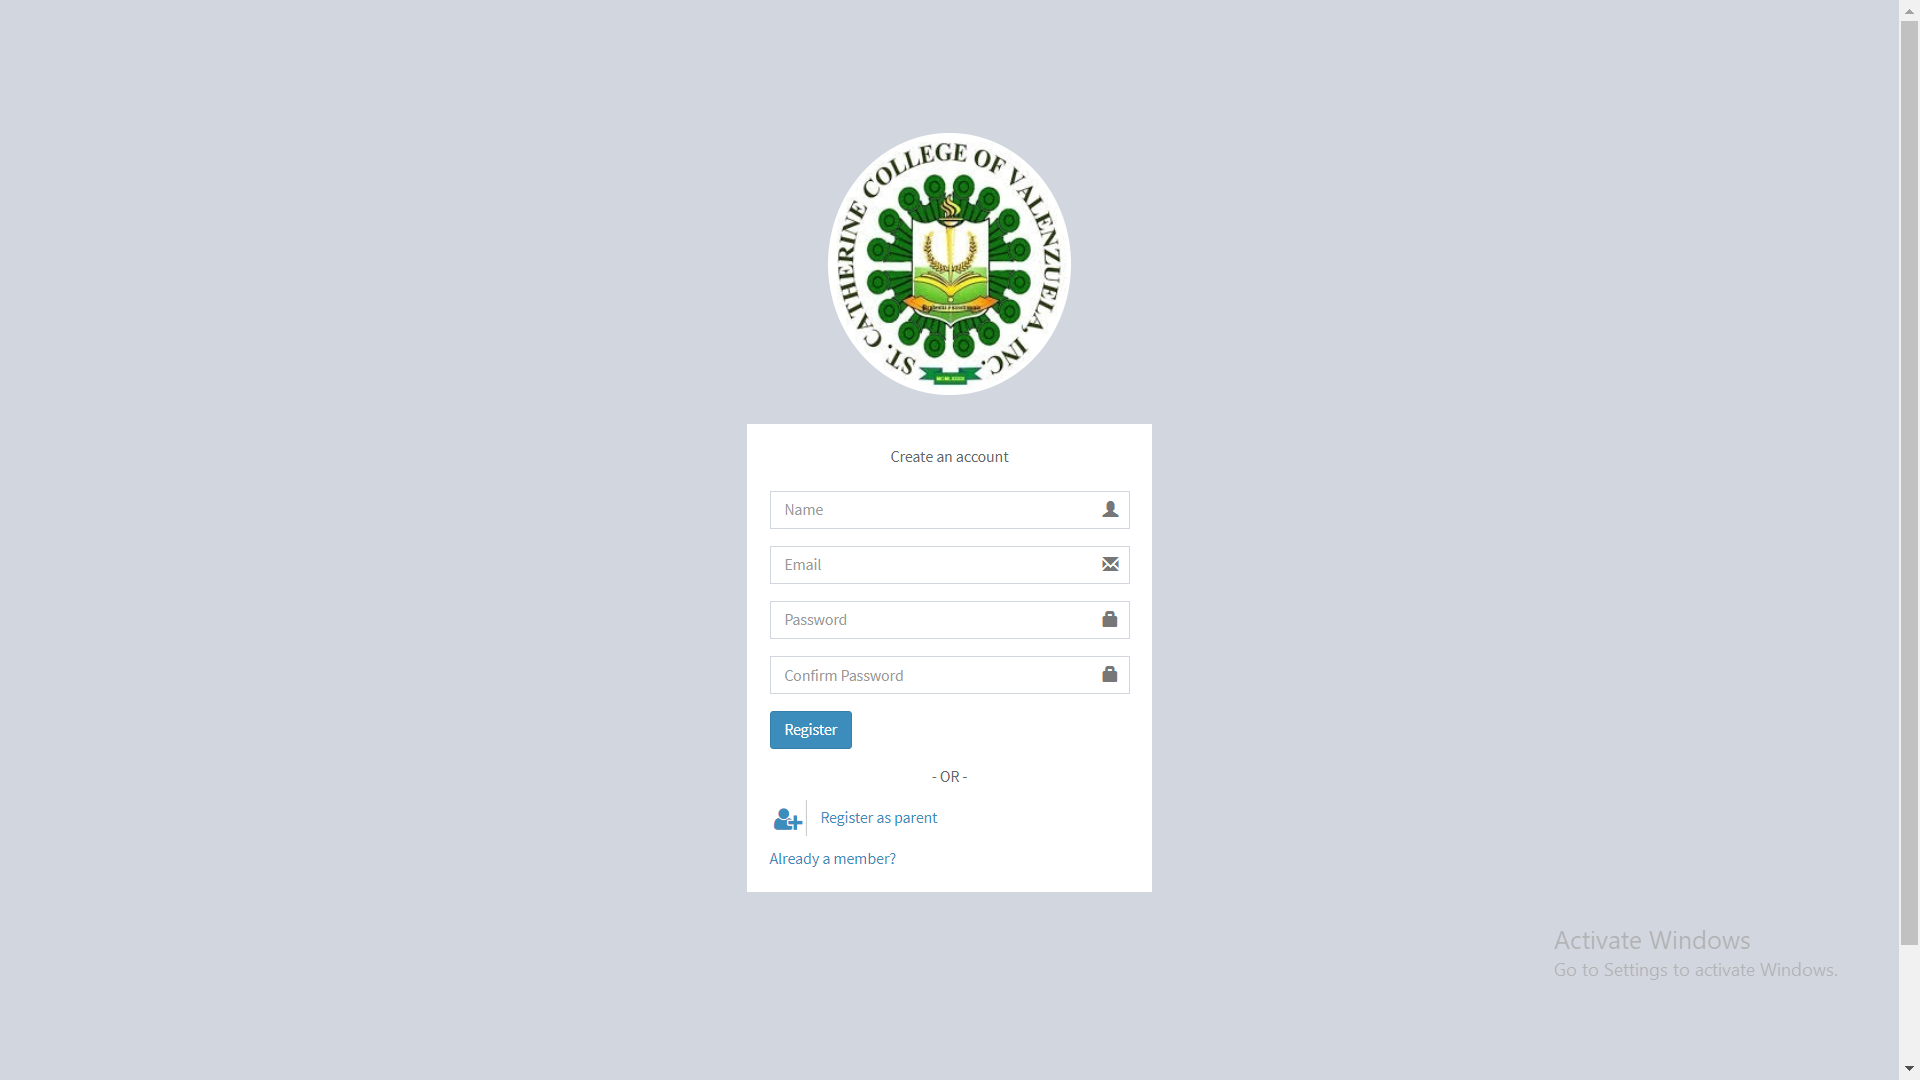 ST. CATHERINE COLLEGE OF VALENZUELA, INC.
Create an account
Name
Email
Password
Confirm Password
Register
- OR -
Register as parent
Already a member?
Activate Windows
Go to Settings to activate Windows.